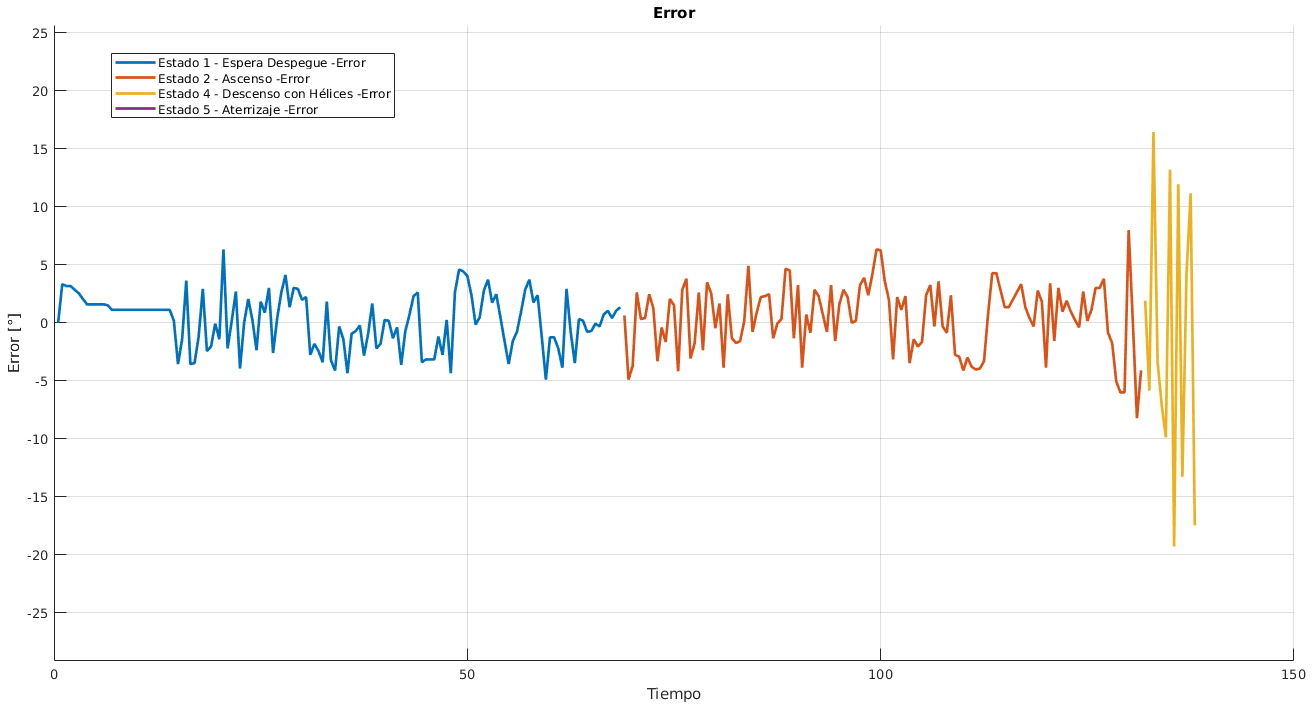 Error
25
20
15
10
5
0
-5
-10
-15
-20
-25
Error [°]
Estado 1 - Espera Despegue -Error
Estado 2 - Ascenso -Error
Estado 4 - Descenso con Hélices -Error
Estado 5 - Aterrizaje -Error
0
50
100
150
Tiempo